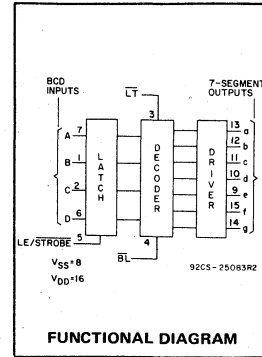 BCD
INPUTS
7-SEGMENT
OUTPUTS
LT
3
A 7
B 1
C 2
D 6
LATCH
DECODER
DRIVER
13 a
12 b
11 c
10 d
9 e
15 f
14 g
5
LE/STROBE
4
BL
VSS=8
VDD=16
92CS-25083R2
FUNCTIONAL DIAGRAM